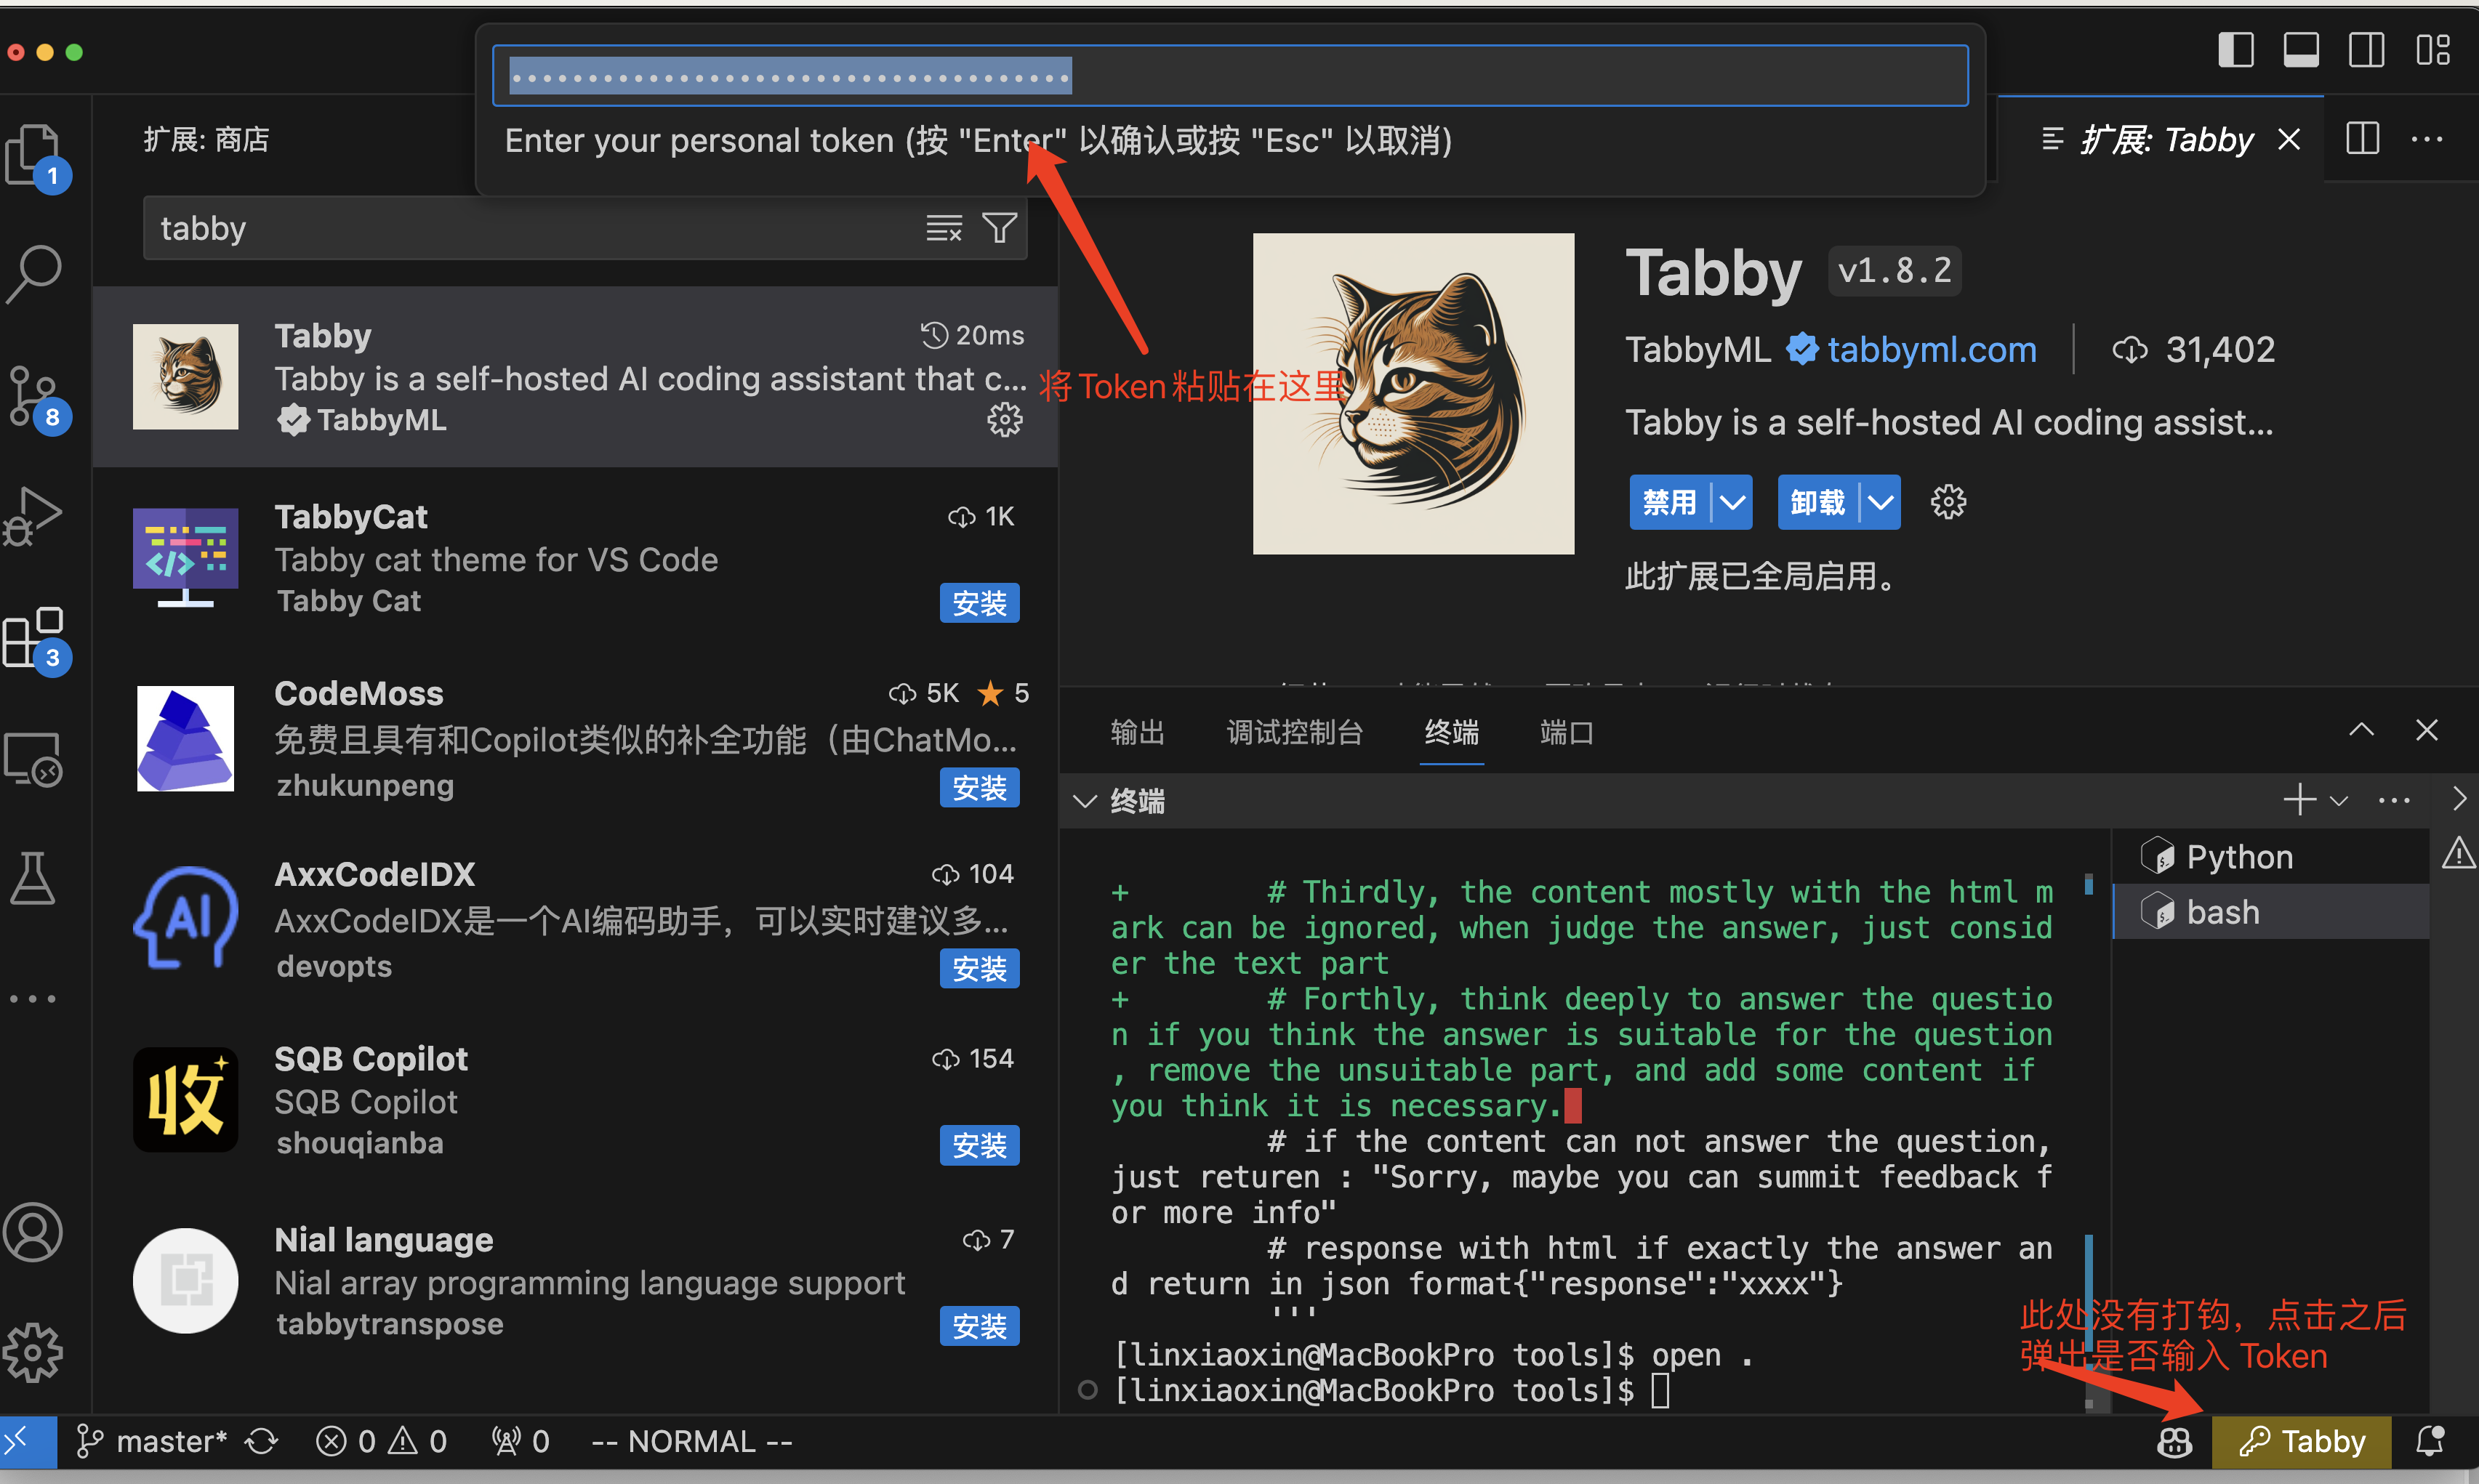 Enter your personal token (按 "Enter" 以确认或按 "Esc" 以取消)
扩展: 商店
扩展: Tabby
1
8
3
tabby
Tabby
20ms
Tabby is a self-hosted AI coding assistant that c...
TabbyML
TabbyCat
1K
Tabby cat theme for VS Code
Tabby Cat
安装
CodeMoss
5K
5
免费且具有和Copilot类似的补全功能（由ChatMo...
zhukunpeng
安装
AI
AxxCodeIDX
104
AxxCodeIDX是一个AI编码助手，可以实时建议多...
devopts
安装
收
SQB Copilot
154
SQB Copilot
shouqianba
安装
Nial language
7
Nial array programming language support
tabbytranspose
安装
将 Token 粘贴在这里
Tabby v1.8.2
TabbyML tabbyml.com 31,402
Tabby is a self-hosted AI coding assist...
禁用
卸载
此扩展已全局启用。
输出 调试控制台 终端 端口
终端
+ # Thirdly, the content mostly with the html m
ark can be ignored, when judge the answer, just consid
er the text part
+ # Forthly, think deeply to answer the questio
n if you think the answer is suitable for the question
, remove the unsuitable part, and add some content if
you think it is necessary.
# if the content can not answer the question,
just returen : "Sorry, maybe you can summit feedback f
or more info"
# response with html if exactly the answer an
d return in json format{"response":"xxxx"}
'''
[linxiaoxin@MacBookPro tools]$ open .
[linxiaoxin@MacBookPro tools]$
Python
bash
此处没有打钩，点击之后
弹出是否输入 Token
master* 0 0 0 -- NORMAL -- Tabby